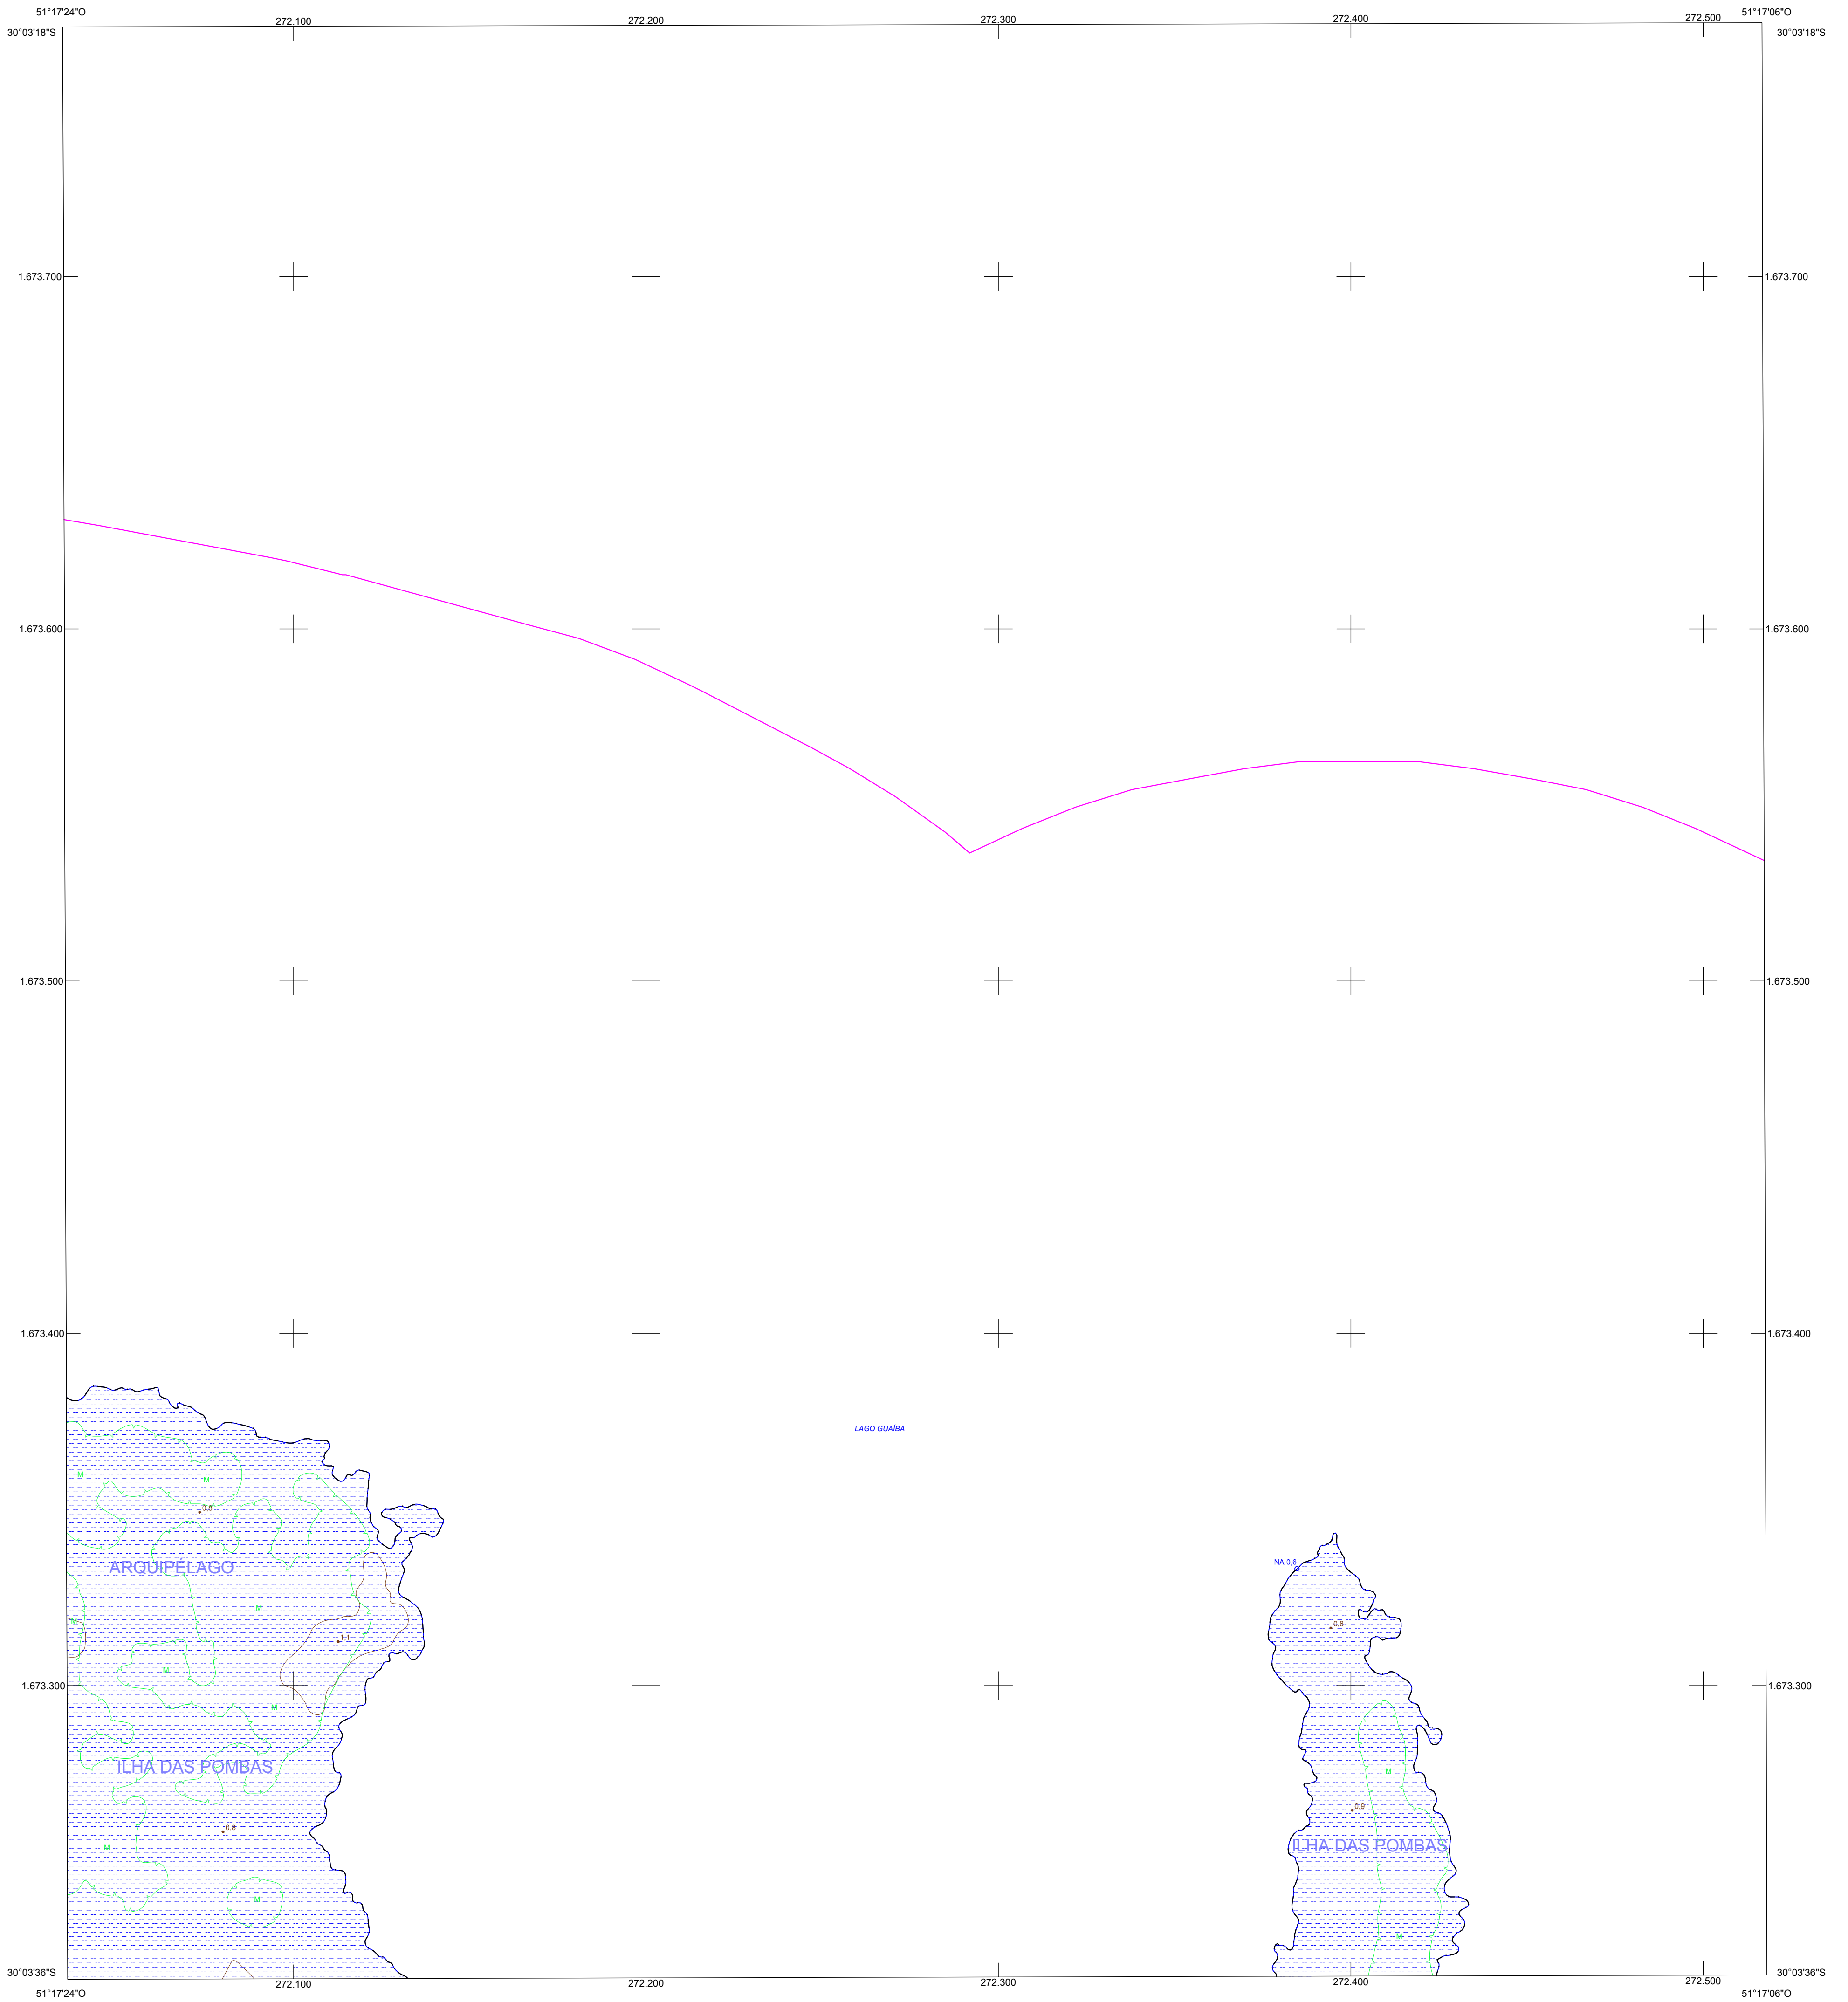 51°17'24"O 272.100 272.200 272.300 272.400 272.500 51°17'06"O
30°03'18"S 30°03'18"S
1.673.700 1.673.700
1.673.600 1.673.600
1.673.500 1.673.500
1.673.400 1.673.400
LAGO GUAÍBA
M M
0,8
NA 0,6
ARQUIPÉLAGO
M
M 0,8
1,1
M
1.673.300 1.673.300
M
ILHA DAS POMBAS M
0,9
0,8
ILHA DAS POMBAS
M
M
M
30°03'36"S 30°03'36"S
272.100 272.200 272.300 272.400 272.500
51°17'24"O 51°17'06"O